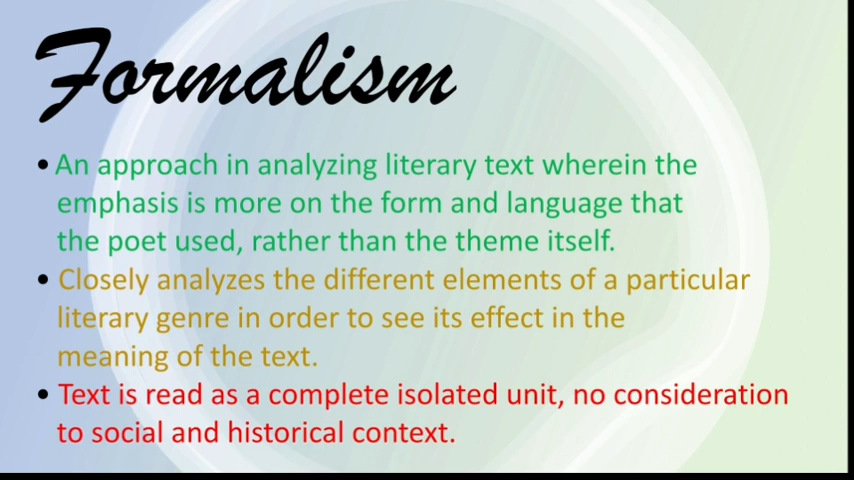 Formalism
• An approach in analyzing literary text wherein the
emphasis is more on the form and language that
the poet used, rather than the theme itself.
• Closely analyzes the different elements of a particular
literary genre in order to see its effect in the
meaning of the text.
• Text is read as a complete isolated unit, no consideration
to social and historical context.